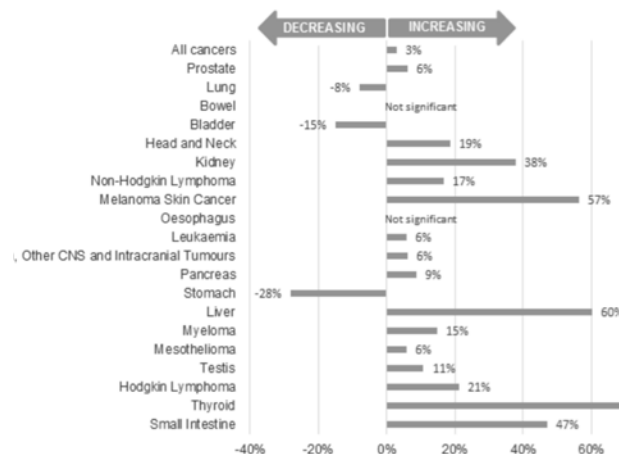 DECREASING INCREASING
All cancers 3%
Prostate 6%
Lung -8%
Bowel Not significant
Bladder -15%
Head and Neck 19%
Kidney 38%
Non-Hodgkin Lymphoma 17%
Melanoma Skin Cancer 57%
Oesophagus Not significant
Leukaemia 6%
, Other CNS and Intracranial Tumours 6%
Pancreas 9%
Stomach -28%
Liver 60%
Myeloma 15%
Mesothelioma 6%
Testis 11%
Hodgkin Lymphoma 21%
Thyroid
Small Intestine 47%
-40% -20% 0% 20% 40% 60%